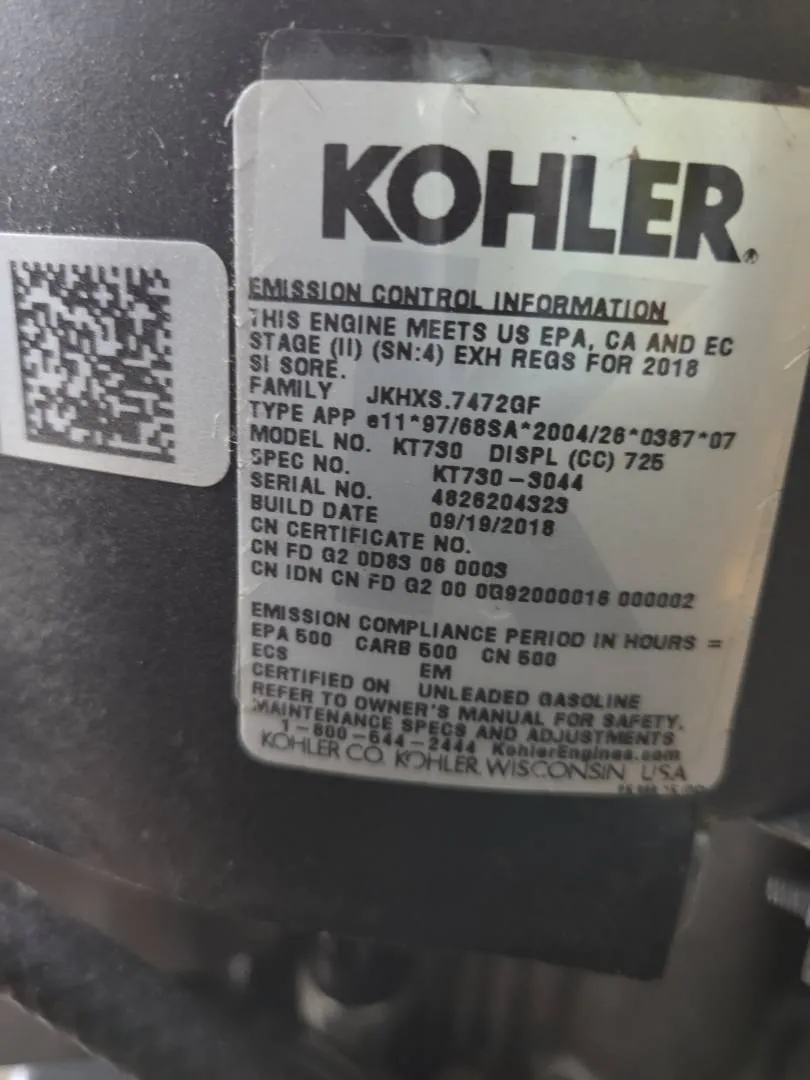 KOHLER®
EMISSION CONTROL INFORMATION
THIS ENGINE MEETS US EPA, CA AND EC
STAGE (II) (SN:4) EXH REGS FOR 2018
SI SORE.
FAMILY JKHXS.7472GF
TYPE APP e11*97/68SA*2004/26*0387*07
MODEL NO. KT730 DISPL (CC) 725
SPEC NO. KT730-3044
SERIAL NO. 4826204323
BUILD DATE 09/19/2018
CN CERTIFICATE NO.
CN FD G2 0D83 06 0003
CN IDN CN FD G2 00 0G92000016 000002
EMISSION COMPLIANCE PERIOD IN HOURS =
EPA 500 CARB 500 CN 500
ECS EM
CERTIFIED ON UNLEADED GASOLINE
REFER TO OWNER'S MANUAL FOR SAFETY,
MAINTENANCE SPECS AND ADJUSTMENTS
1-800-544-2444 KohlerEngines.com
KOHLER CO. KOHLER, WISCONSIN USA